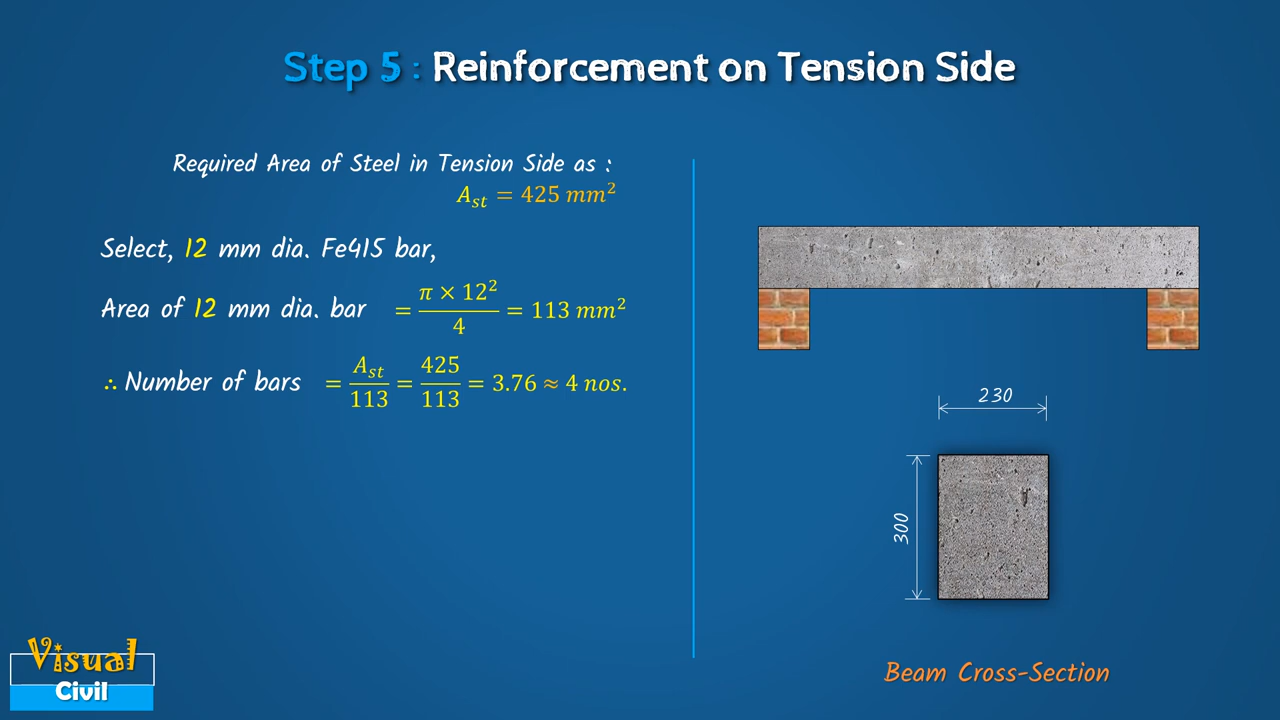 Step 5 : Reinforcement on Tension Side
Required Area of Steel in Tension Side as :
A_st = 425 mm²
Select, 12 mm dia. Fe415 bar,
Area of 12 mm dia. bar = π × 12² / 4 = 113 mm²
∴ Number of bars = A_st / 113 = 425 / 113 = 3.76 ≈ 4 nos.
230
300
Beam Cross-Section
Visual
Civil